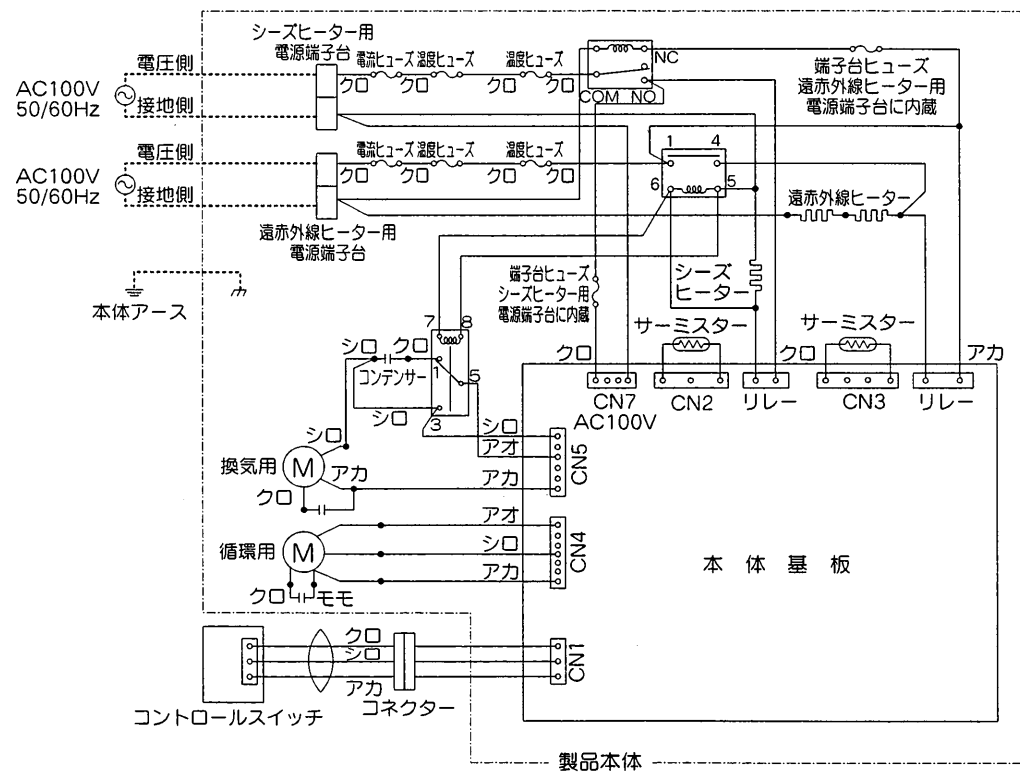 シーズヒーター用
電源端子台
電圧側
電流ヒューズ
温度ヒューズ
温度ヒューズ
クロ
クロ
クロ
クロ
NC
COM NO
端子台ヒューズ
遠赤外線ヒーター用
電源端子台に内蔵
AC100V
50/60Hz
接地側
電圧側
電流ヒューズ
温度ヒューズ
温度ヒューズ
クロ
クロ
クロ
クロ
1
4
6
5
AC100V
50/60Hz
接地側
遠赤外線ヒーター用
電源端子台
遠赤外線ヒーター
本体アース
端子台ヒューズ
シーズヒーター用
電源端子台に内蔵
シーズ
ヒーター
7
8
シロ
クロ
コンデンサー
1
5
3
シロ
サーミスター
サーミスター
クロ
クロ
アカ
CN7
AC100V
CN2
リレー
CN3
リレー
シロ
シロ
アオ
アカ
CN5
換気用
M
アカ
クロ
アオ
シロ
アカ
CN4
循環用
M
クロ
モモ
本体基板
クロ
シロ
アカ
CN1
コントロールスイッチ
コネクター
製品本体